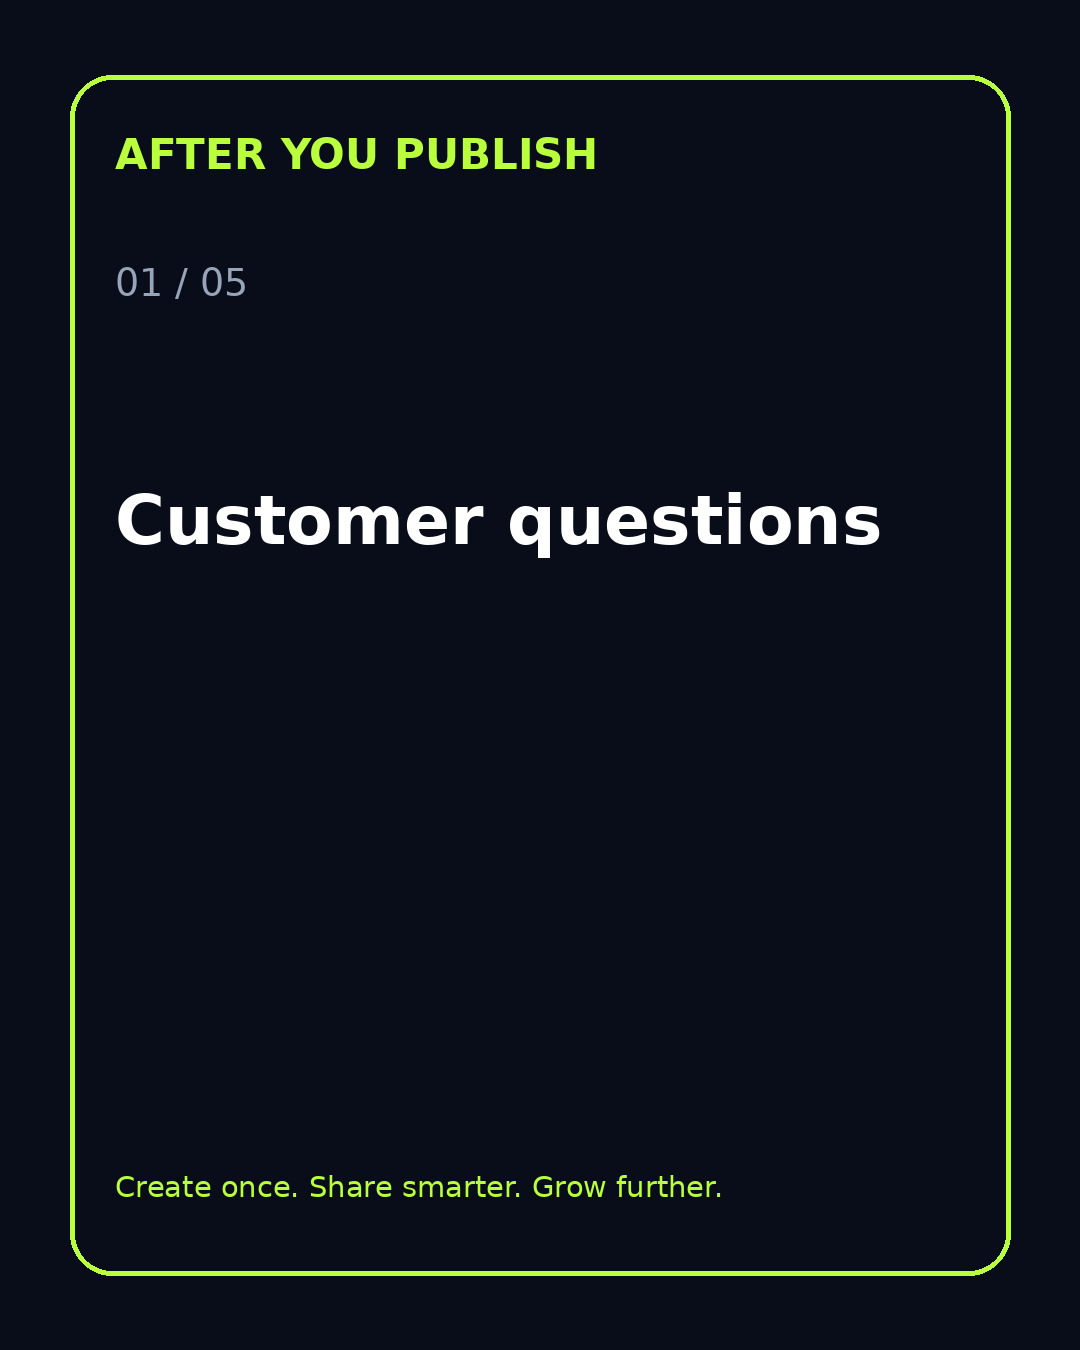 AFTER YOU PUBLISH
01 / 05
Customer questions
Create once. Share smarter. Grow further.